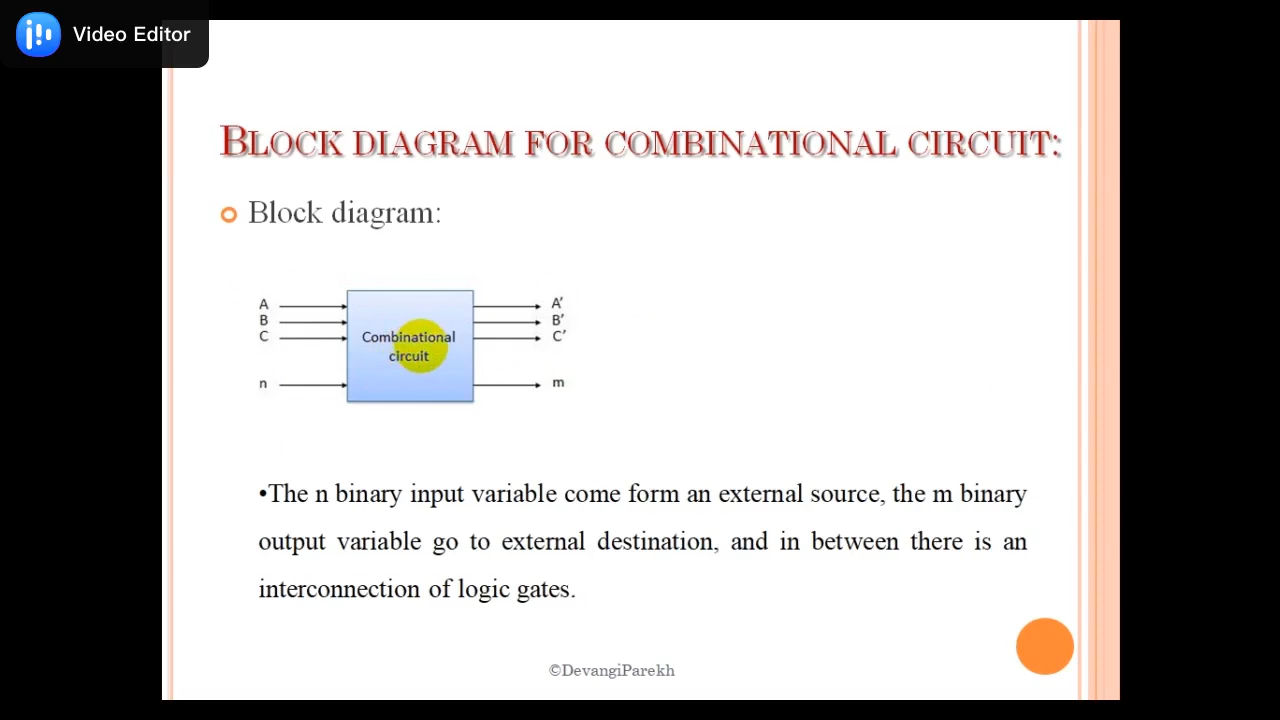 Video Editor
BLOCK DIAGRAM FOR COMBINATIONAL CIRCUIT:
Block diagram:
A
B
C
n
Combinational
circuit
A′
B′
C′
m
•The n binary input variable come form an external source, the m binary
output variable go to external destination, and in between there is an
interconnection of logic gates.
©DevangiParekh